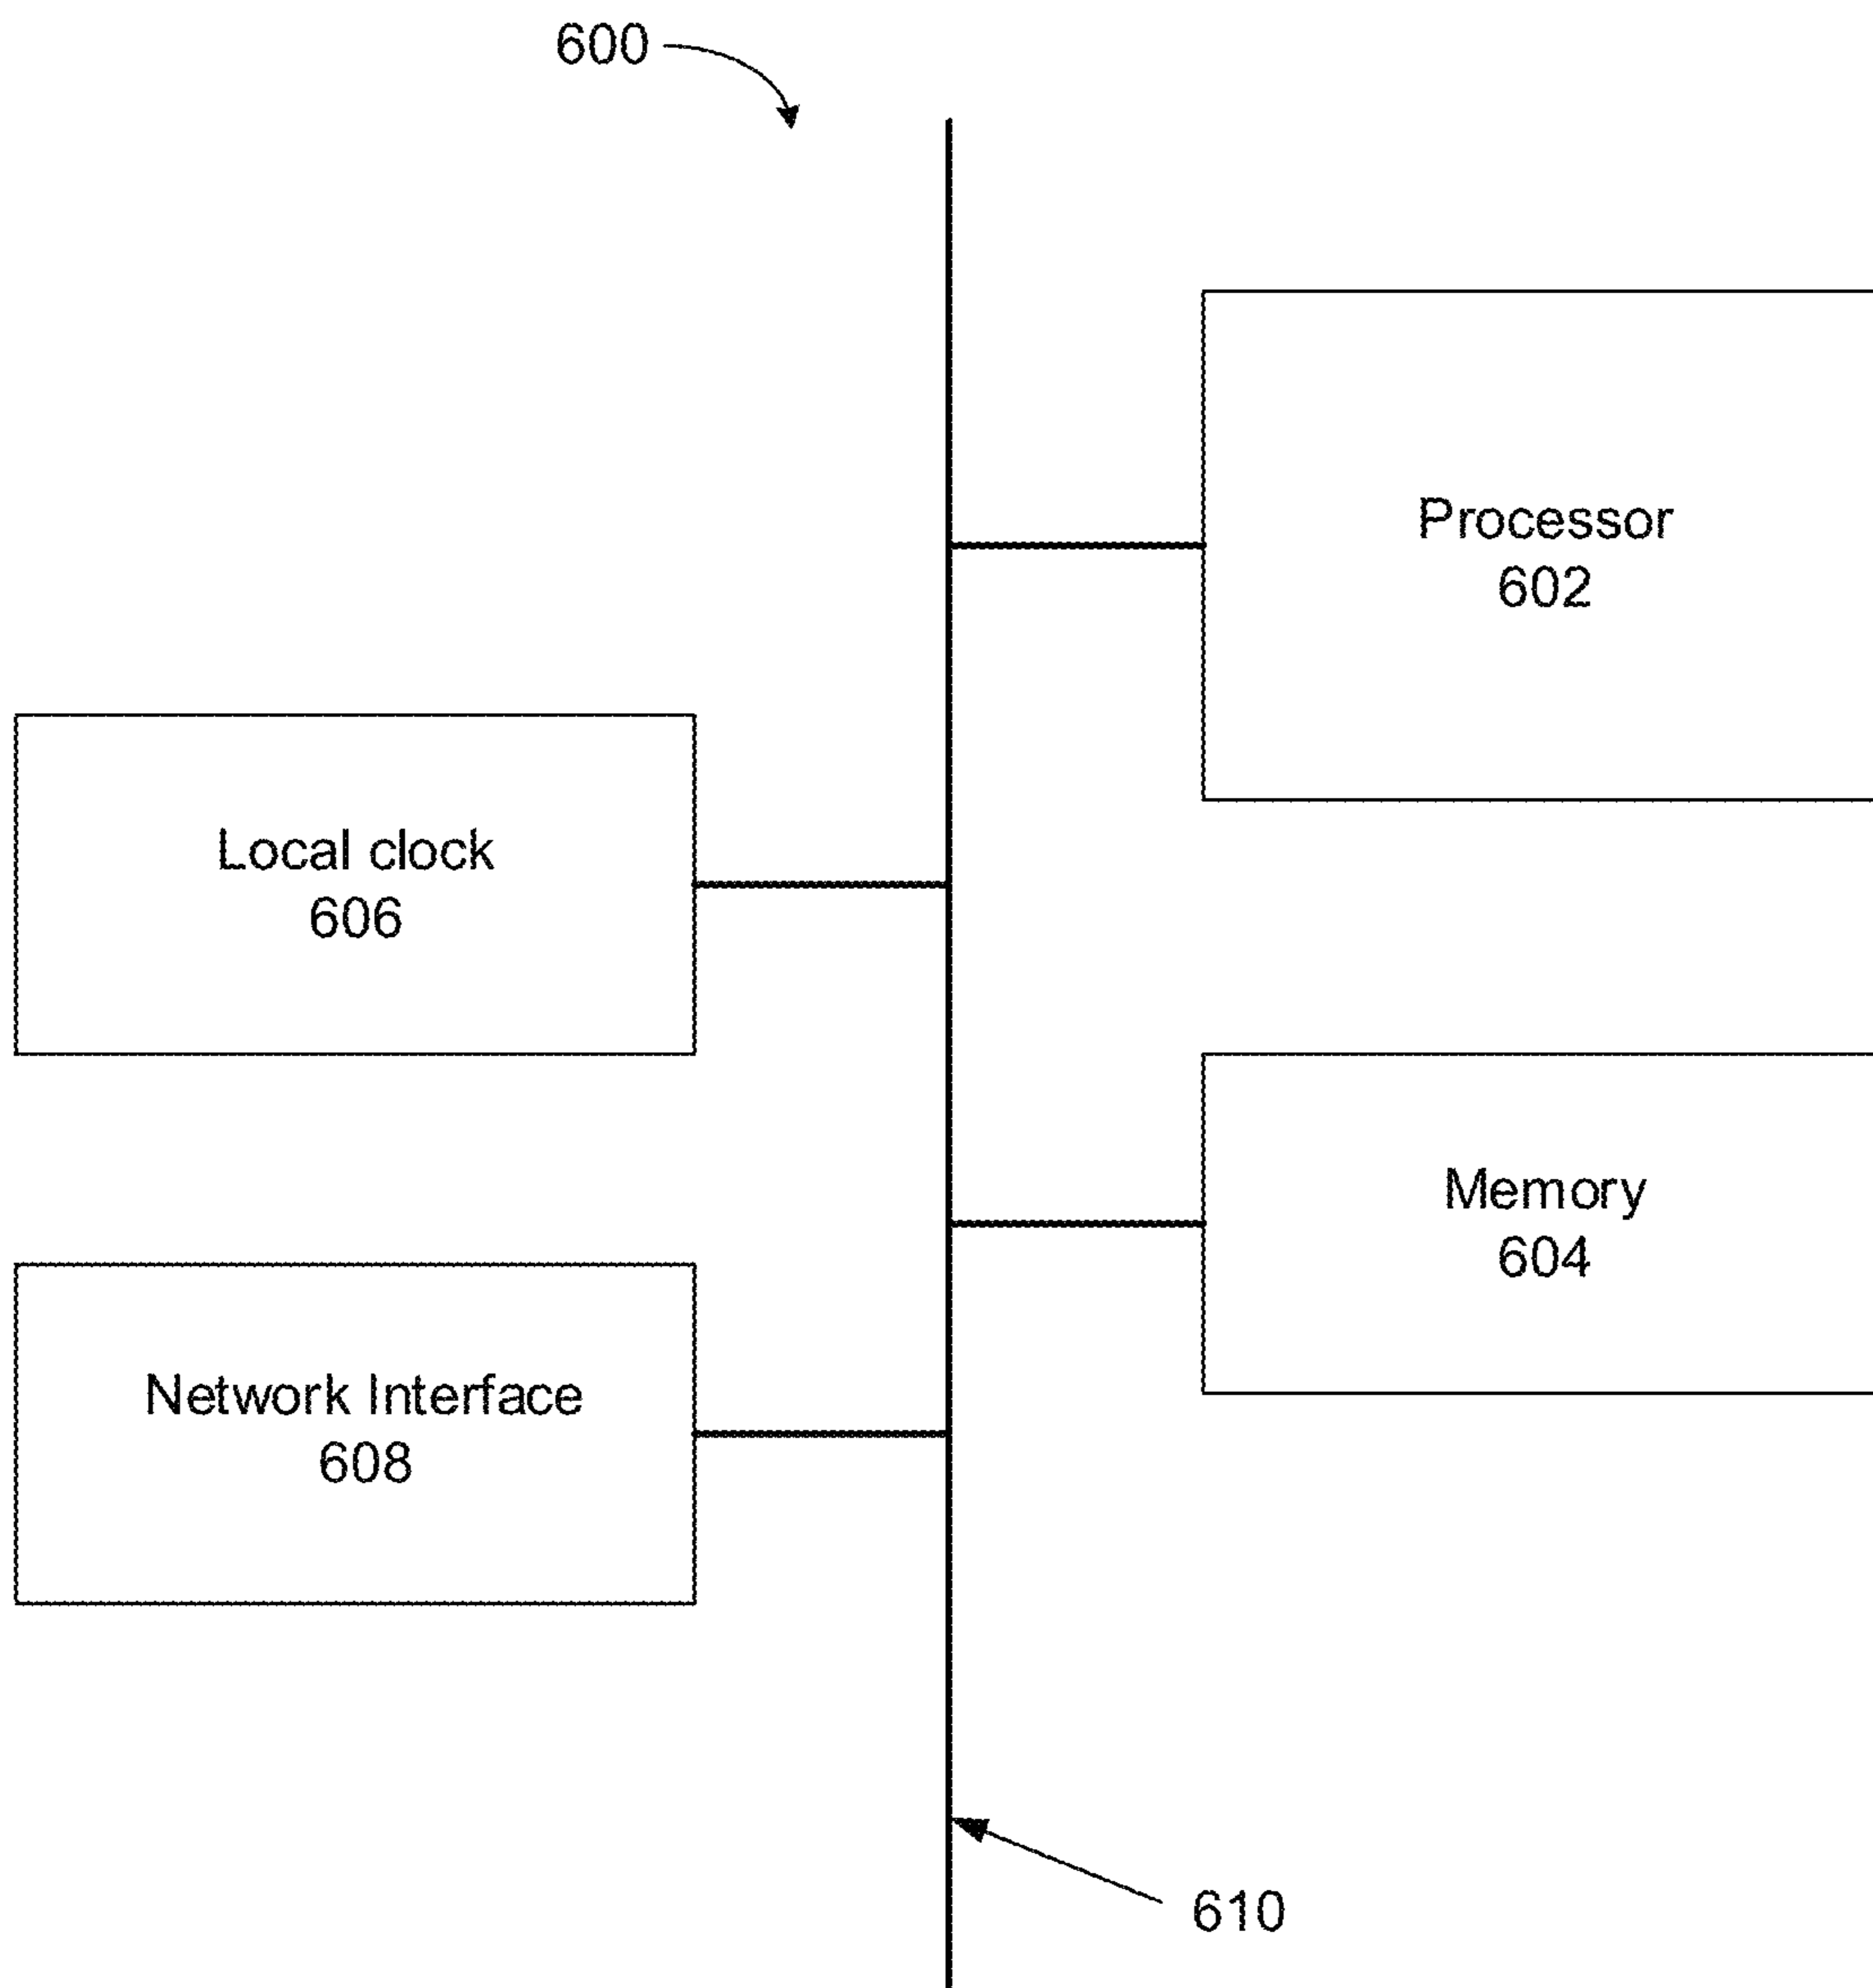 600
Processor
602
Local clock
606
Memory
604
Network Interface
608
610